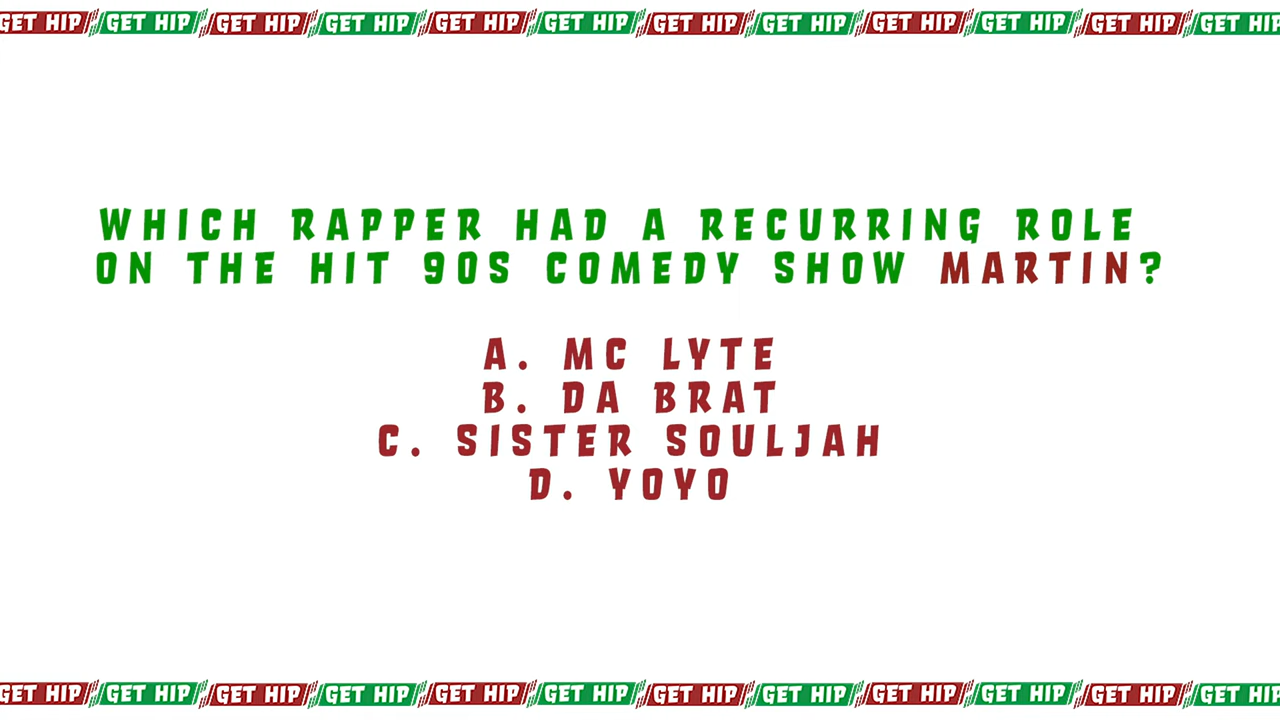 GET HIP GET HIP GET HIP GET HIP GET HIP GET HIP GET HIP GET HIP GET HIP GET HIP GET HIP GET HIP
WHICH RAPPER HAD A RECURRING ROLE
ON THE HIT 90S COMEDY SHOW MARTIN?
A. MC LYTE
B. DA BRAT
C. SISTER SOULJAH
D. YOYO
GET HIP GET HIP GET HIP GET HIP GET HIP GET HIP GET HIP GET HIP GET HIP GET HIP GET HIP GET HIP